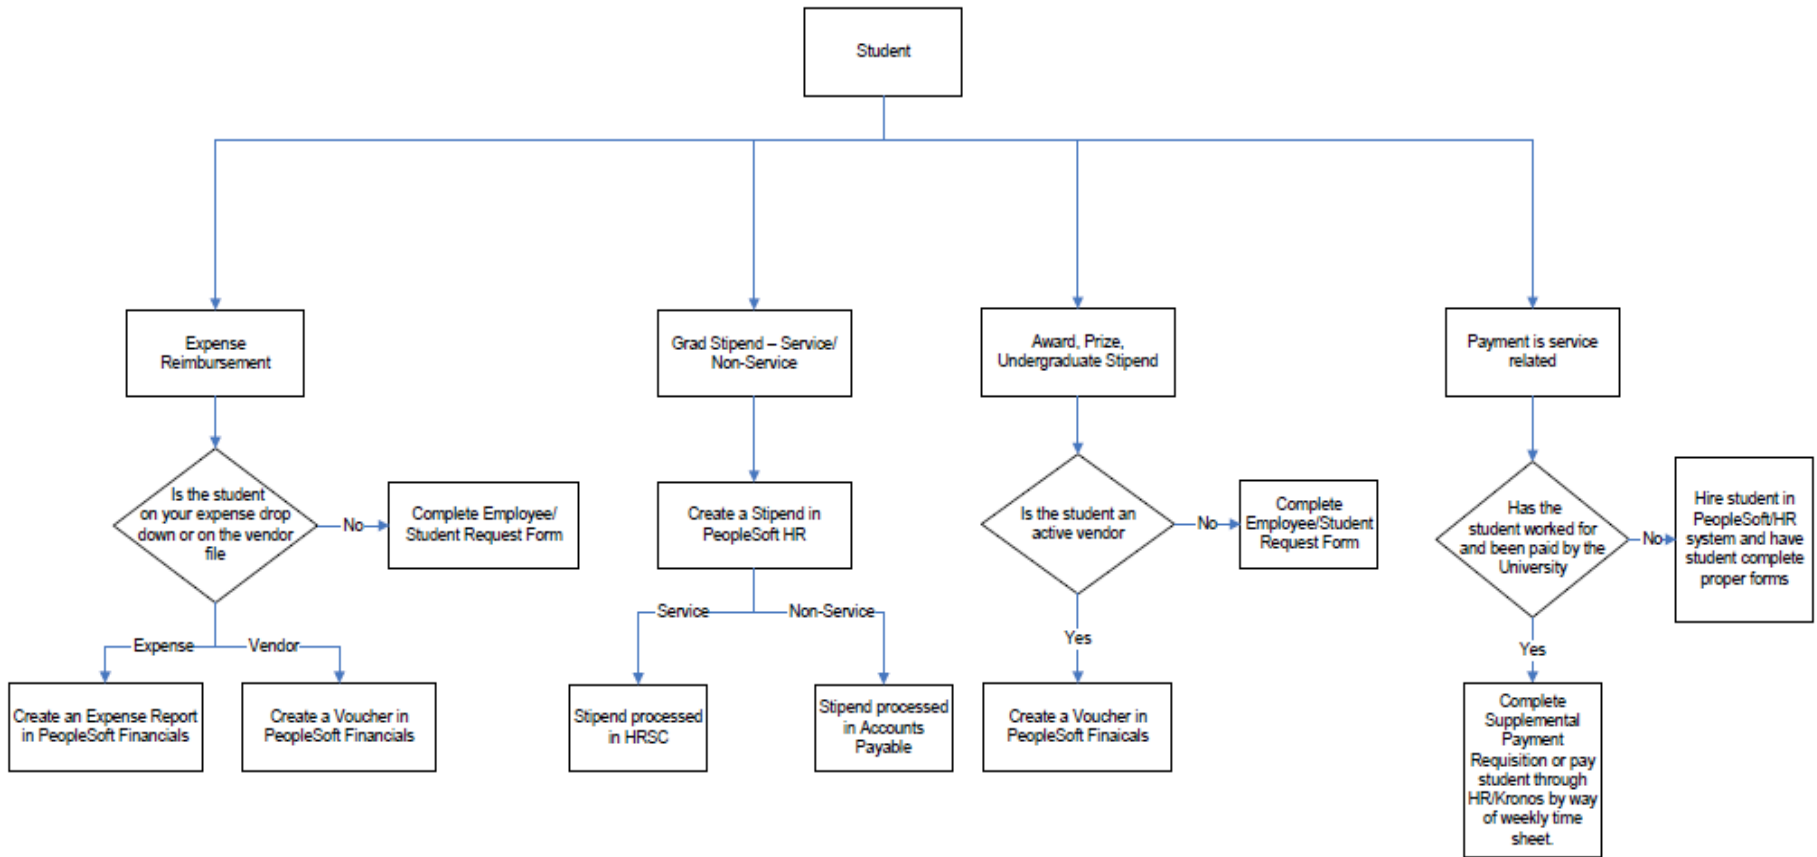 Student
Expense
Reimbursement
Grad Stipend – Service/
Non-Service
Award, Prize,
Undergraduate Stipend
Payment is service
related
Is the student
on your expense drop
down or on the vendor
file
No
Complete Employee/
Student Request Form
Create a Stipend in
PeopleSoft HR
Is the student an
active vendor
No
Complete
Employee/Student
Request Form
Has the
student worked for
and been paid by the
University
No
Hire student in
PeopleSoft/HR
system and have
student complete
proper forms
Expense
Vendor
Service
Non-Service
Yes
Yes
Create an Expense Report
in PeopleSoft Financials
Create a Voucher in
PeopleSoft Financials
Stipend processed
in HRSC
Stipend processed
in Accounts
Payable
Create a Voucher in
PeopleSoft Finaicals
Complete
Supplemental
Payment
Requisition or pay
student through
HR/Kronos by way
of weekly time
sheet.